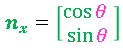 n_x = [cos θ
sin θ]